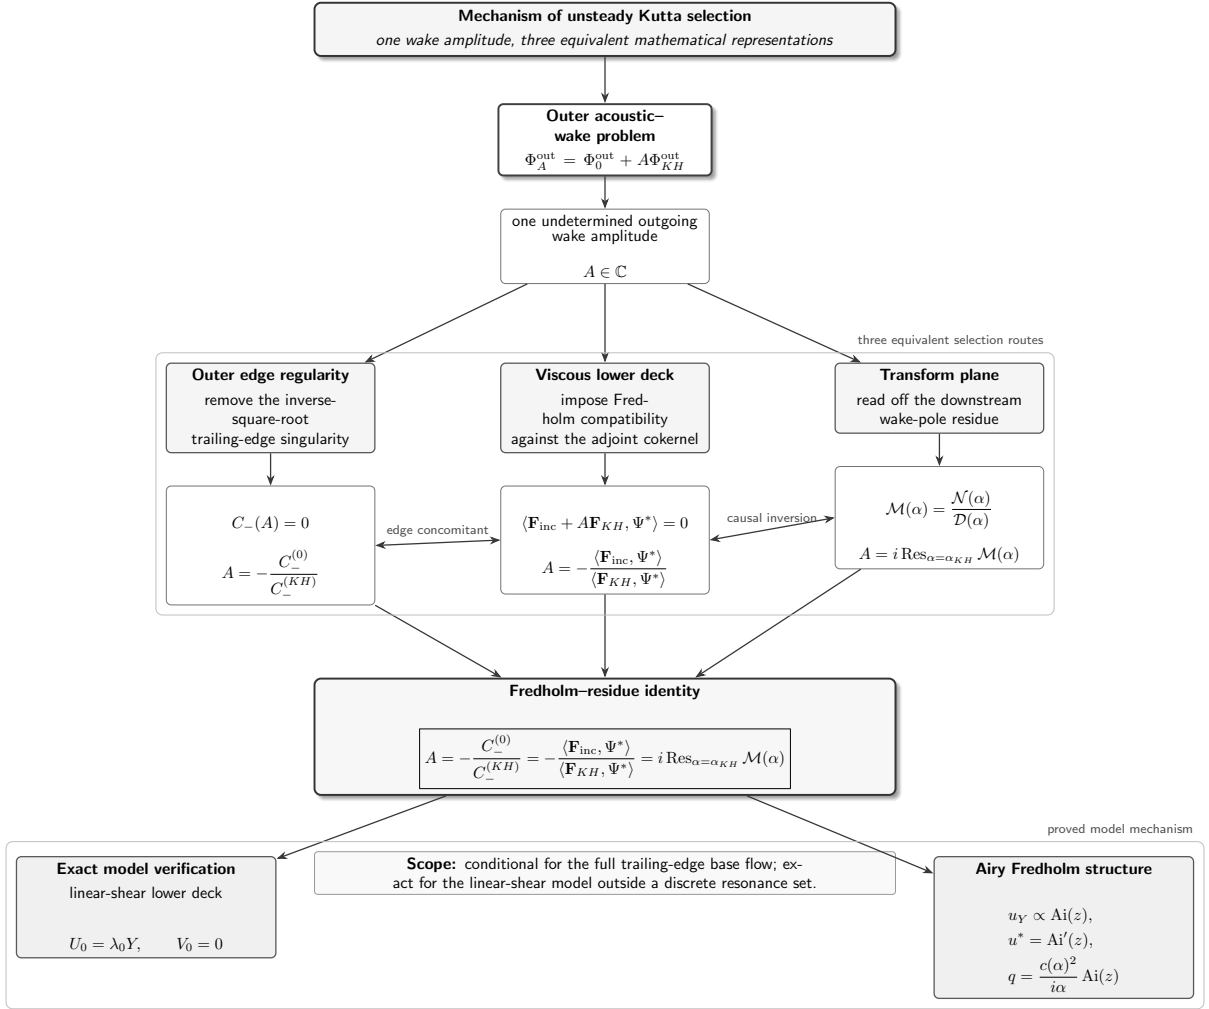 Mechanism of unsteady Kutta selection
one wake amplitude, three equivalent mathematical representations
Outer acoustic–
wake problem
Φ_A^out = Φ_0^out + AΦ_KH^out
one undetermined outgoing
wake amplitude
A ∈ ℂ
three equivalent selection routes
Outer edge regularity
remove the inverse-
square-root
trailing-edge singularity
Viscous lower deck
impose Fred-
holm compatibility
against the adjoint cokernel
Transform plane
read off the downstream
wake-pole residue
C_−(A) = 0
A = −C_−^(0) / C_−^(KH)
edge concomitant
⟨F_inc + AF_KH, Ψ*⟩ = 0
A = −⟨F_inc, Ψ*⟩ / ⟨F_KH, Ψ*⟩
causal inversion
ℳ(α) = 𝒩(α) / 𝒟(α)
A = i Res_{α=α_KH} ℳ(α)
Fredholm–residue identity
A = −C_−^(0) / C_−^(KH) = −⟨F_inc, Ψ*⟩ / ⟨F_KH, Ψ*⟩ = i Res_{α=α_KH} ℳ(α)
proved model mechanism
Exact model verification
linear-shear lower deck
U_0 = λ_0Y, V_0 = 0
Scope: conditional for the full trailing-edge base flow; ex-
act for the linear-shear model outside a discrete resonance set.
Airy Fredholm structure
u_Y ∝ Ai(z),
u* = Ai′(z),
q = c(α)² / iα Ai(z)